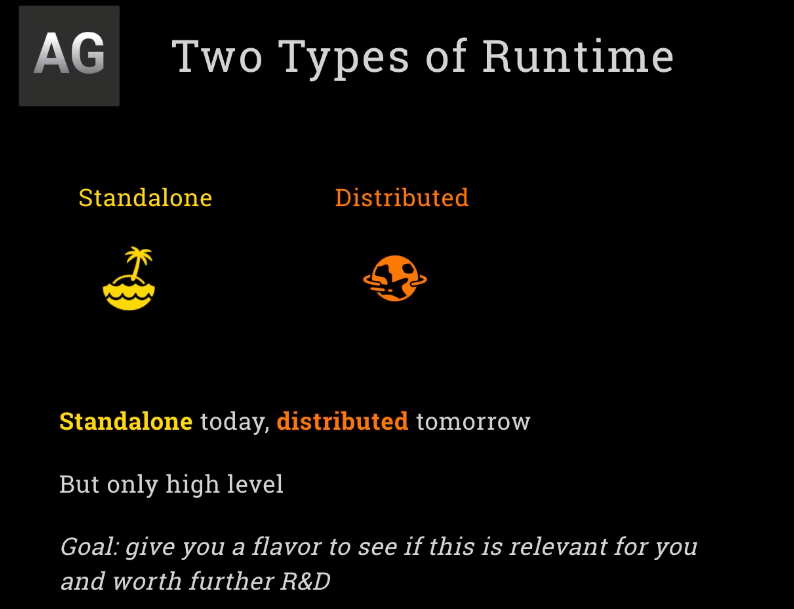 AG
Two Types of Runtime
Standalone
Distributed
Standalone today, distributed tomorrow
But only high level
Goal: give you a flavor to see if this is relevant for you
and worth further R&D